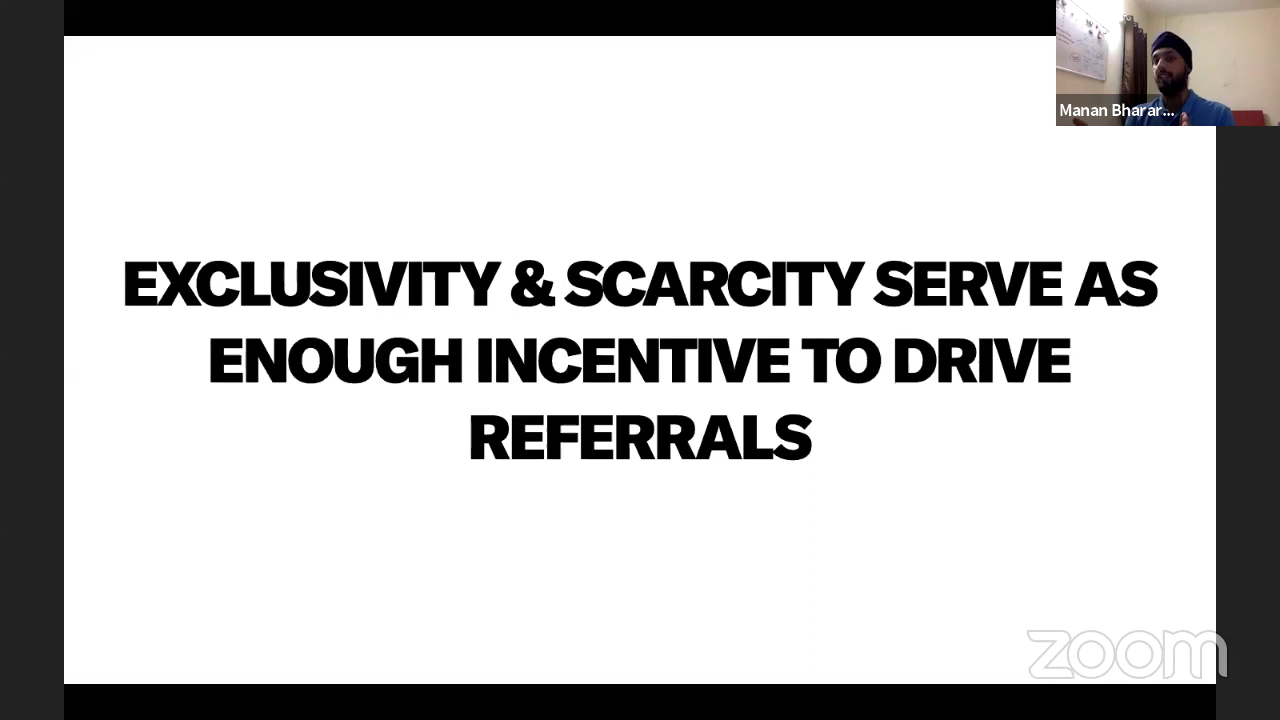 Manan Bharar...
EXCLUSIVITY & SCARCITY SERVE AS
ENOUGH INCENTIVE TO DRIVE
REFERRALS
zoom